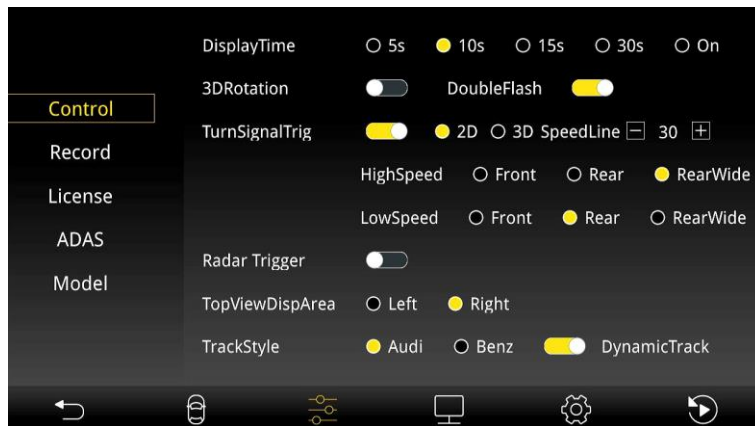 DisplayTime 5s 10s 15s 30s On
3DRotation DoubleFlash
Control
TurnSignalTrig 2D 3D SpeedLine - 30 +
Record
HighSpeed Front Rear RearWide
License
LowSpeed Front Rear RearWide
ADAS
Radar Trigger
Model
TopViewDispArea Left Right
TrackStyle Audi Benz DynamicTrack